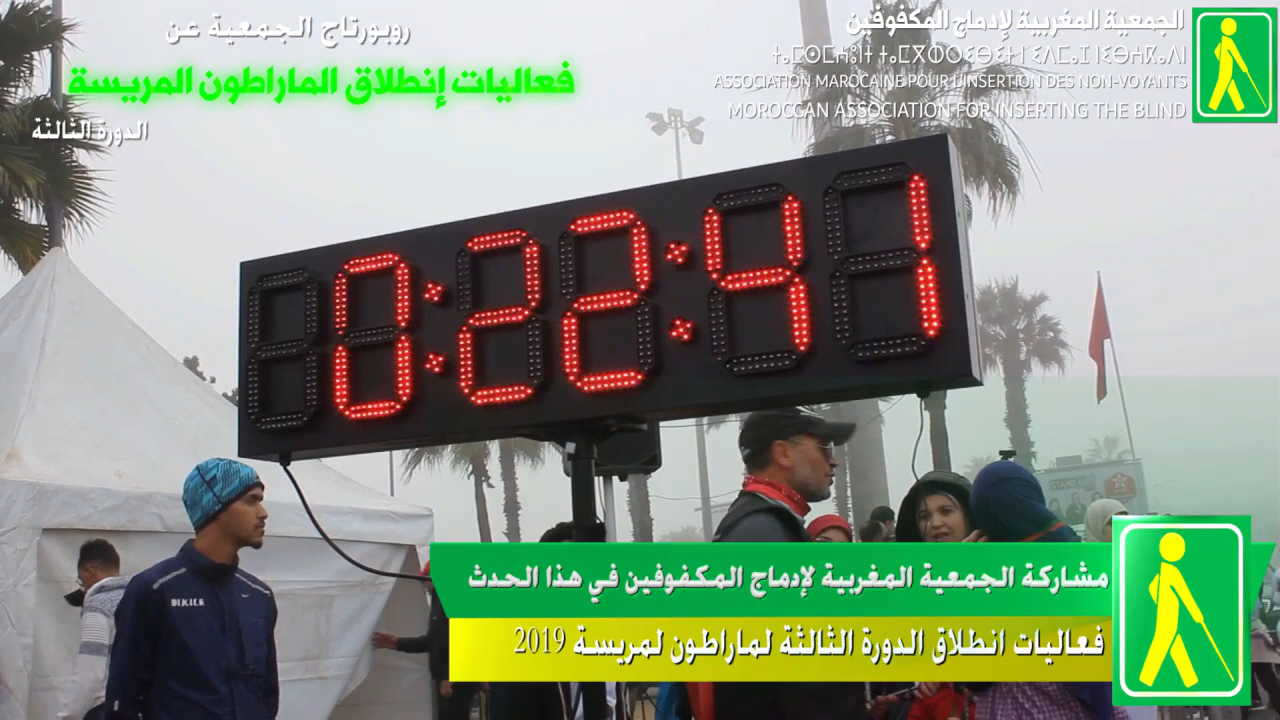 روبورتاج الجمعية عن
فعاليات إنطلاق الماراطون المريسة
الدورة الثالثة
الجمعية المغربية لإدماج المكفوفين
ASSOCIATION MAROCAINE POUR L'INSERTION DES NON-VOYANTS
MOROCCAN ASSOCIATION FOR INSERTING THE BLIND
0:22:41
مشاركة الجمعية المغربية لإدماج المكفوفين في هذا الحدث
فعاليات انطلاق الدورة الثالثة لماراطون لمريسة 2019